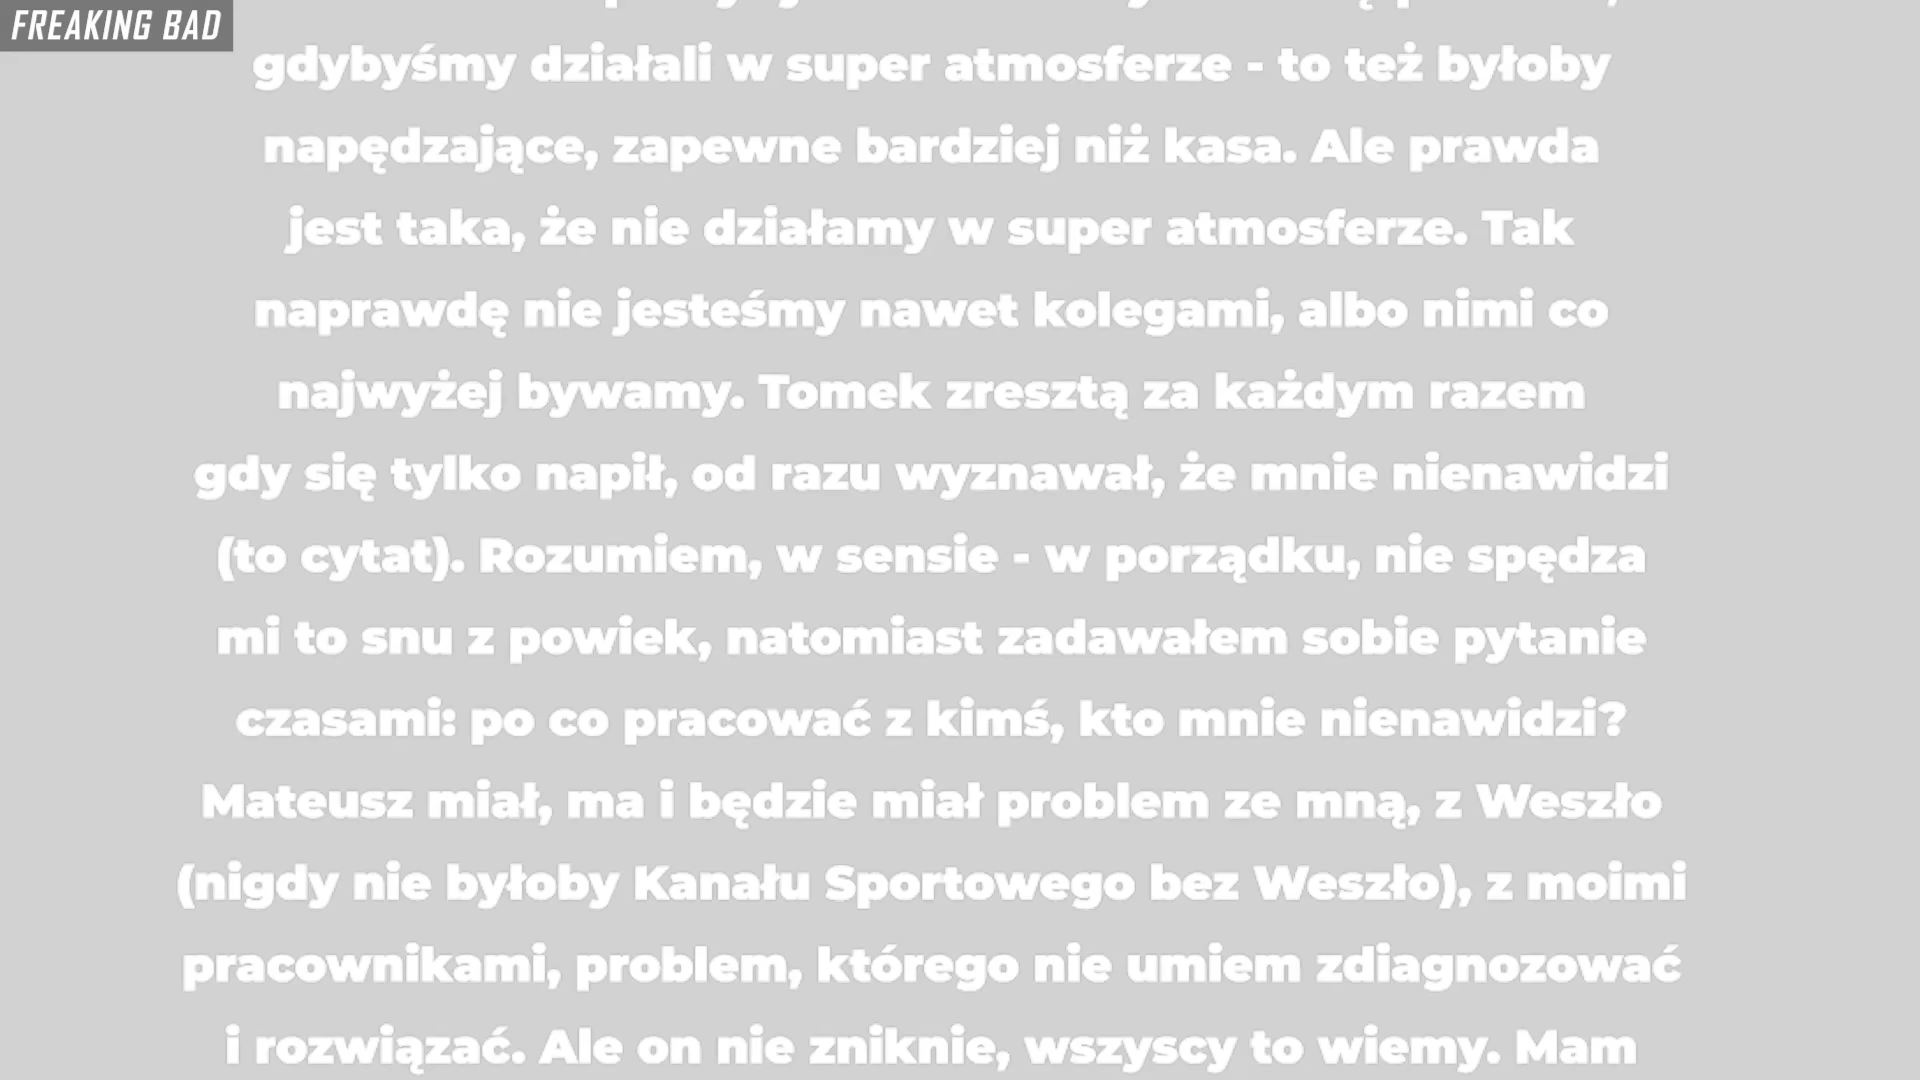 FREAKING BAD
gdybyśmy działali w super atmosferze - to też byłoby
napędzające, zapewne bardziej niż kasa. Ale prawda
jest taka, że nie działamy w super atmosferze. Tak
naprawdę nie jesteśmy nawet kolegami, albo nimi co
najwyżej bywamy. Tomek zresztą za każdym razem
gdy się tylko napił, od razu wyznawał, że mnie nienawidzi
(to cytat). Rozumiem, w sensie - w porządku, nie spędza
mi to snu z powiek, natomiast zadawałem sobie pytanie
czasami: po co pracować z kimś, kto mnie nienawidzi?
Mateusz miał, ma i będzie miał problem ze mną, z Weszło
(nigdy nie byłoby Kanału Sportowego bez Weszło), z moimi
pracownikami, problem, którego nie umiem zdiagnozować
i rozwiązać. Ale on nie zniknie, wszyscy to wiemy. Mam